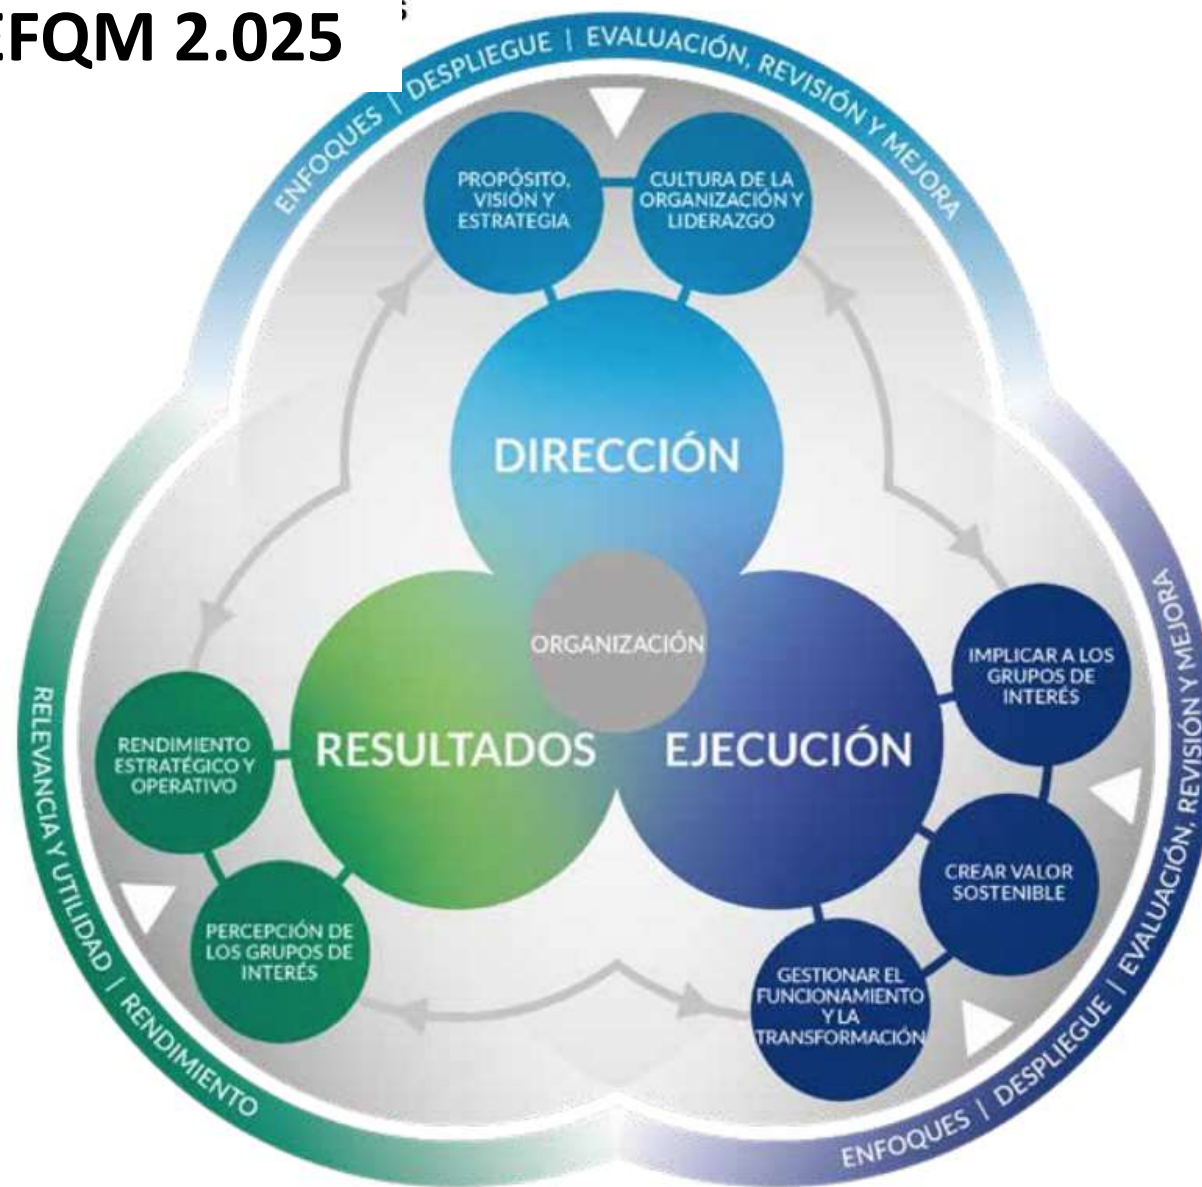 EFQM 2.025
ENFOQUES | DESPLIEGUE | EVALUACIÓN, REVISIÓN Y MEJORA
PROPÓSITO,
VISIÓN Y
ESTRATEGIA
CULTURA DE LA
ORGANIZACIÓN Y
LIDERAZGO
DIRECCIÓN
ORGANIZACIÓN
RESULTADOS
EJECUCIÓN
IMPLICAR A LOS
GRUPOS DE
INTERÉS
CREAR VALOR
SOSTENIBLE
GESTIONAR EL
FUNCIONAMIENTO
Y LA
TRANSFORMACIÓN
ENFOQUES | DESPLIEGUE | EVALUACIÓN, REVISIÓN Y MEJORA
RENDIMIENTO
ESTRATÉGICO Y
OPERATIVO
PERCEPCIÓN DE
LOS GRUPOS DE
INTERÉS
RELEVANCIA Y UTILIDAD | RENDIMIENTO